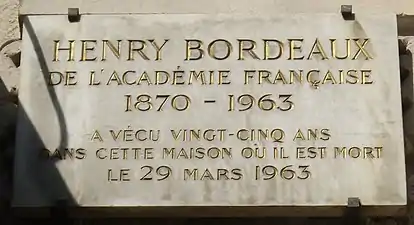 HENRY BORDEAUX
DE L'ACADÉMIE FRANÇAISE
1870 - 1963
A VÉCU VINGT-CINQ ANS
DANS CETTE MAISON OÙ IL EST MORT
LE 29 MARS 1963